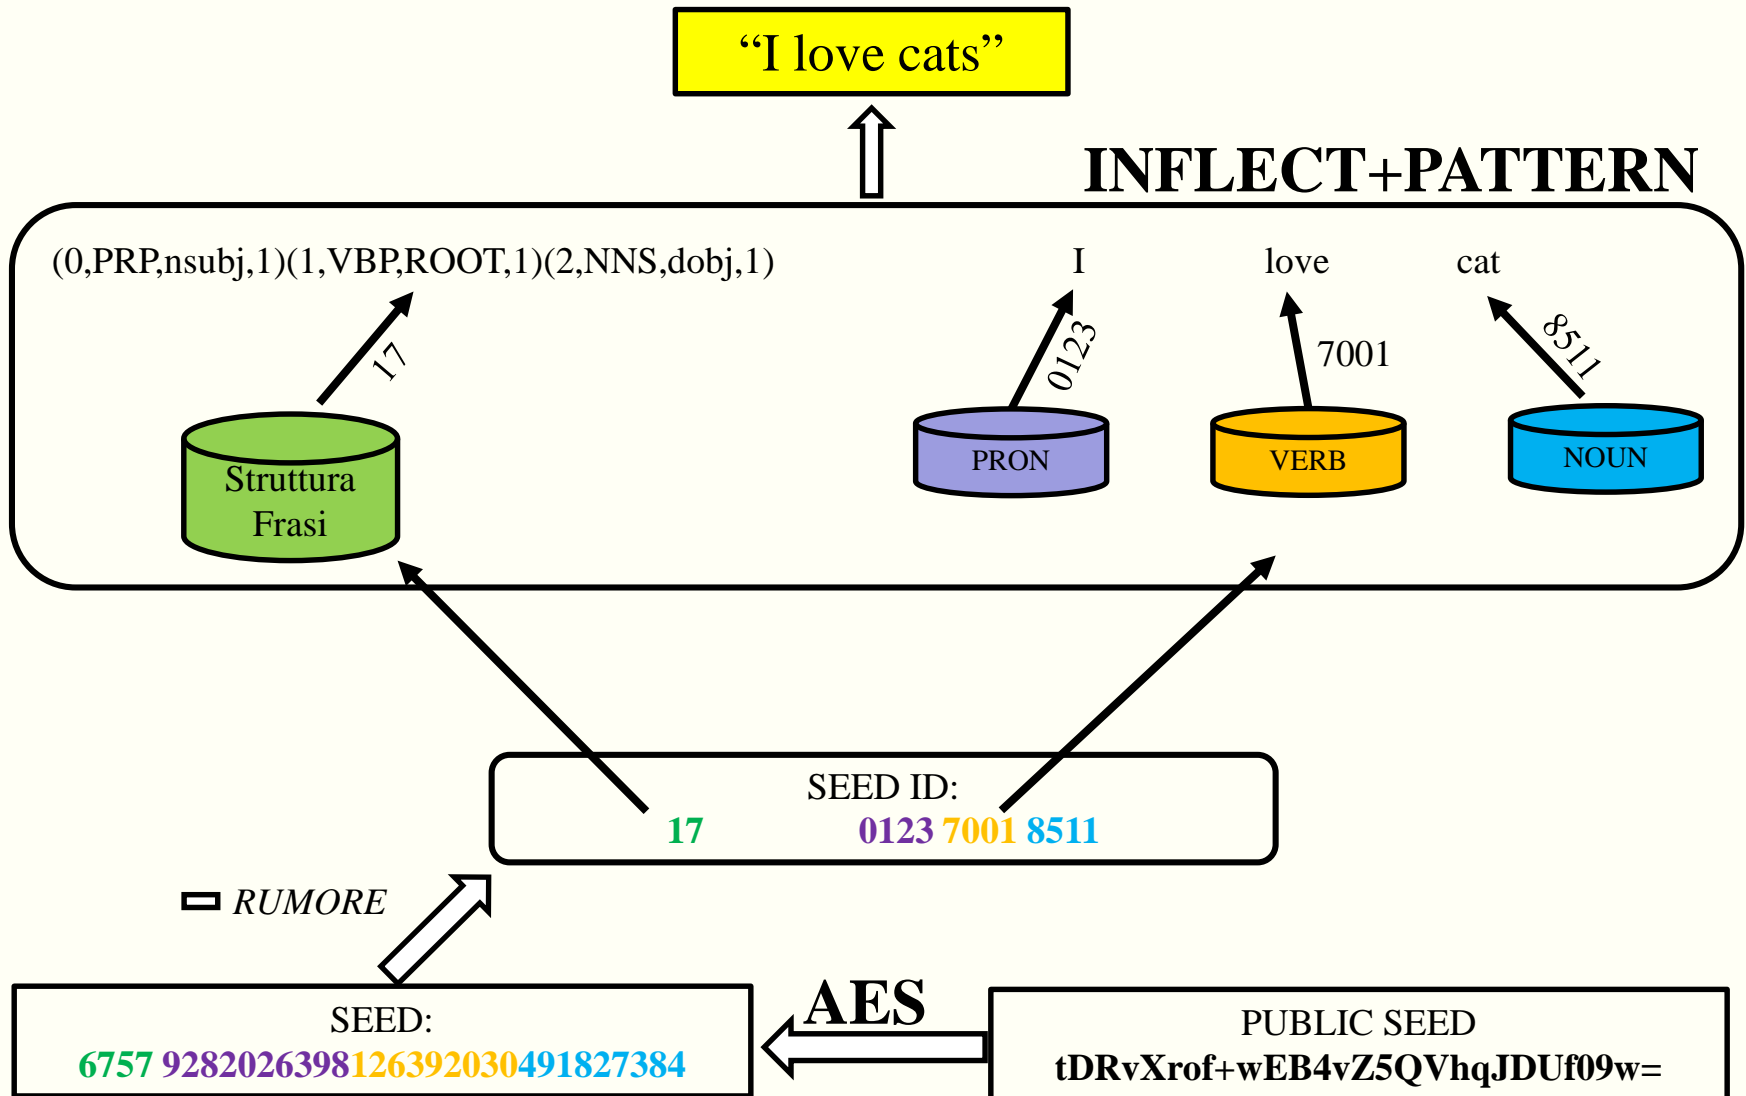 “I love cats”
INFLECT+PATTERN
(0,PRP,nsubj,1)(1,VBP,ROOT,1)(2,NNS,dobj,1)
I love cat
17
0123
7001
8511
Struttura
Frasi
PRON
VERB
NOUN
SEED ID:
17 0123 7001 8511
RUMORE
AES
SEED:
6757 9282026398126392030491827384
PUBLIC SEED
tDRvXrof+wEB4vZ5QVhqJDUf09w=